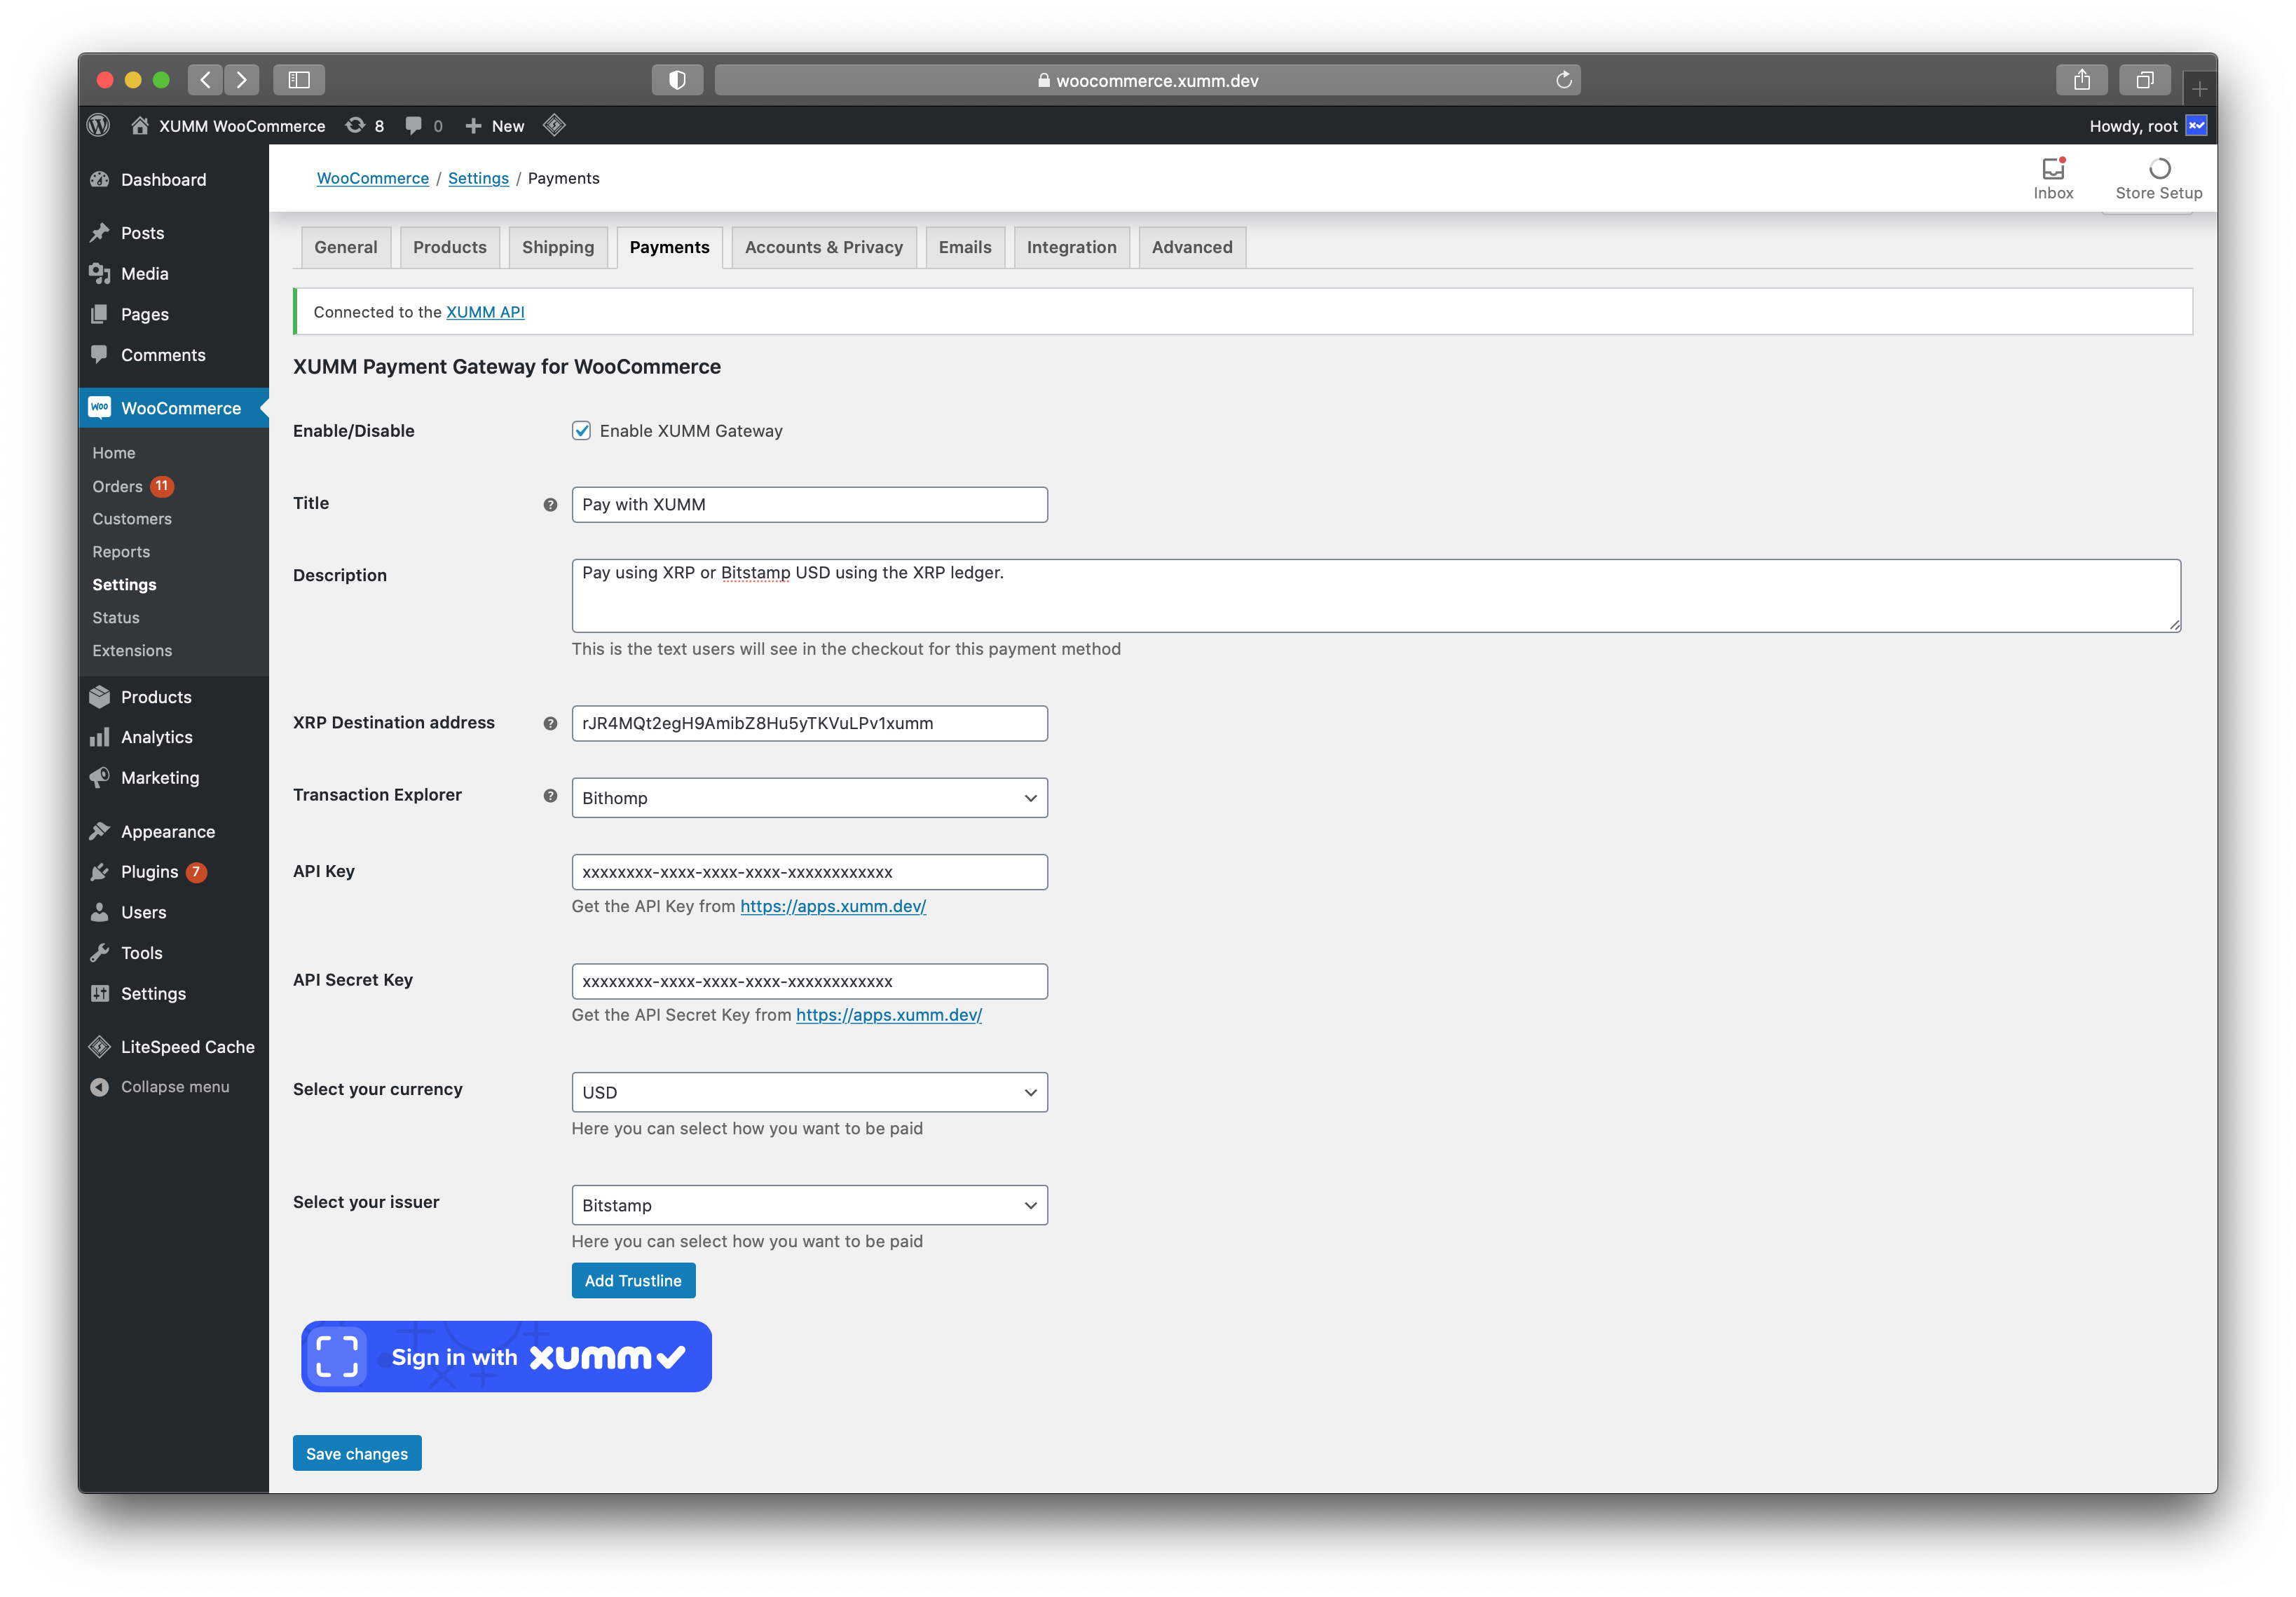 woocommerce.xumm.dev
XUMM WooCommerce 8 0 New Howdy, root
Dashboard
Posts
Media
Pages
Comments
WooCommerce
Home
Orders 11
Customers
Reports
Settings
Status
Extensions
Products
Analytics
Marketing
Appearance
Plugins 7
Users
Tools
Settings
LiteSpeed Cache
Collapse menu
WooCommerce / Settings / Payments
Inbox Store Setup
General Products Shipping Payments Accounts & Privacy Emails Integration Advanced
Connected to the XUMM API
XUMM Payment Gateway for WooCommerce
Enable/Disable Enable XUMM Gateway
Title ? Pay with XUMM
Description Pay using XRP or Bitstamp USD using the XRP ledger.
This is the text users will see in the checkout for this payment method
XRP Destination address ? rJR4MQt2egH9AmibZ8Hu5yTKVuLPv1xumm
Transaction Explorer ? Bithomp
API Key xxxxxxxx-xxxx-xxxx-xxxx-xxxxxxxxxxxx
Get the API Key from https://apps.xumm.dev/
API Secret Key xxxxxxxx-xxxx-xxxx-xxxx-xxxxxxxxxxxx
Get the API Secret Key from https://apps.xumm.dev/
Select your currency USD
Here you can select how you want to be paid
Select your issuer Bitstamp
Here you can select how you want to be paid
Add Trustline
Sign in with xumm
Save changes